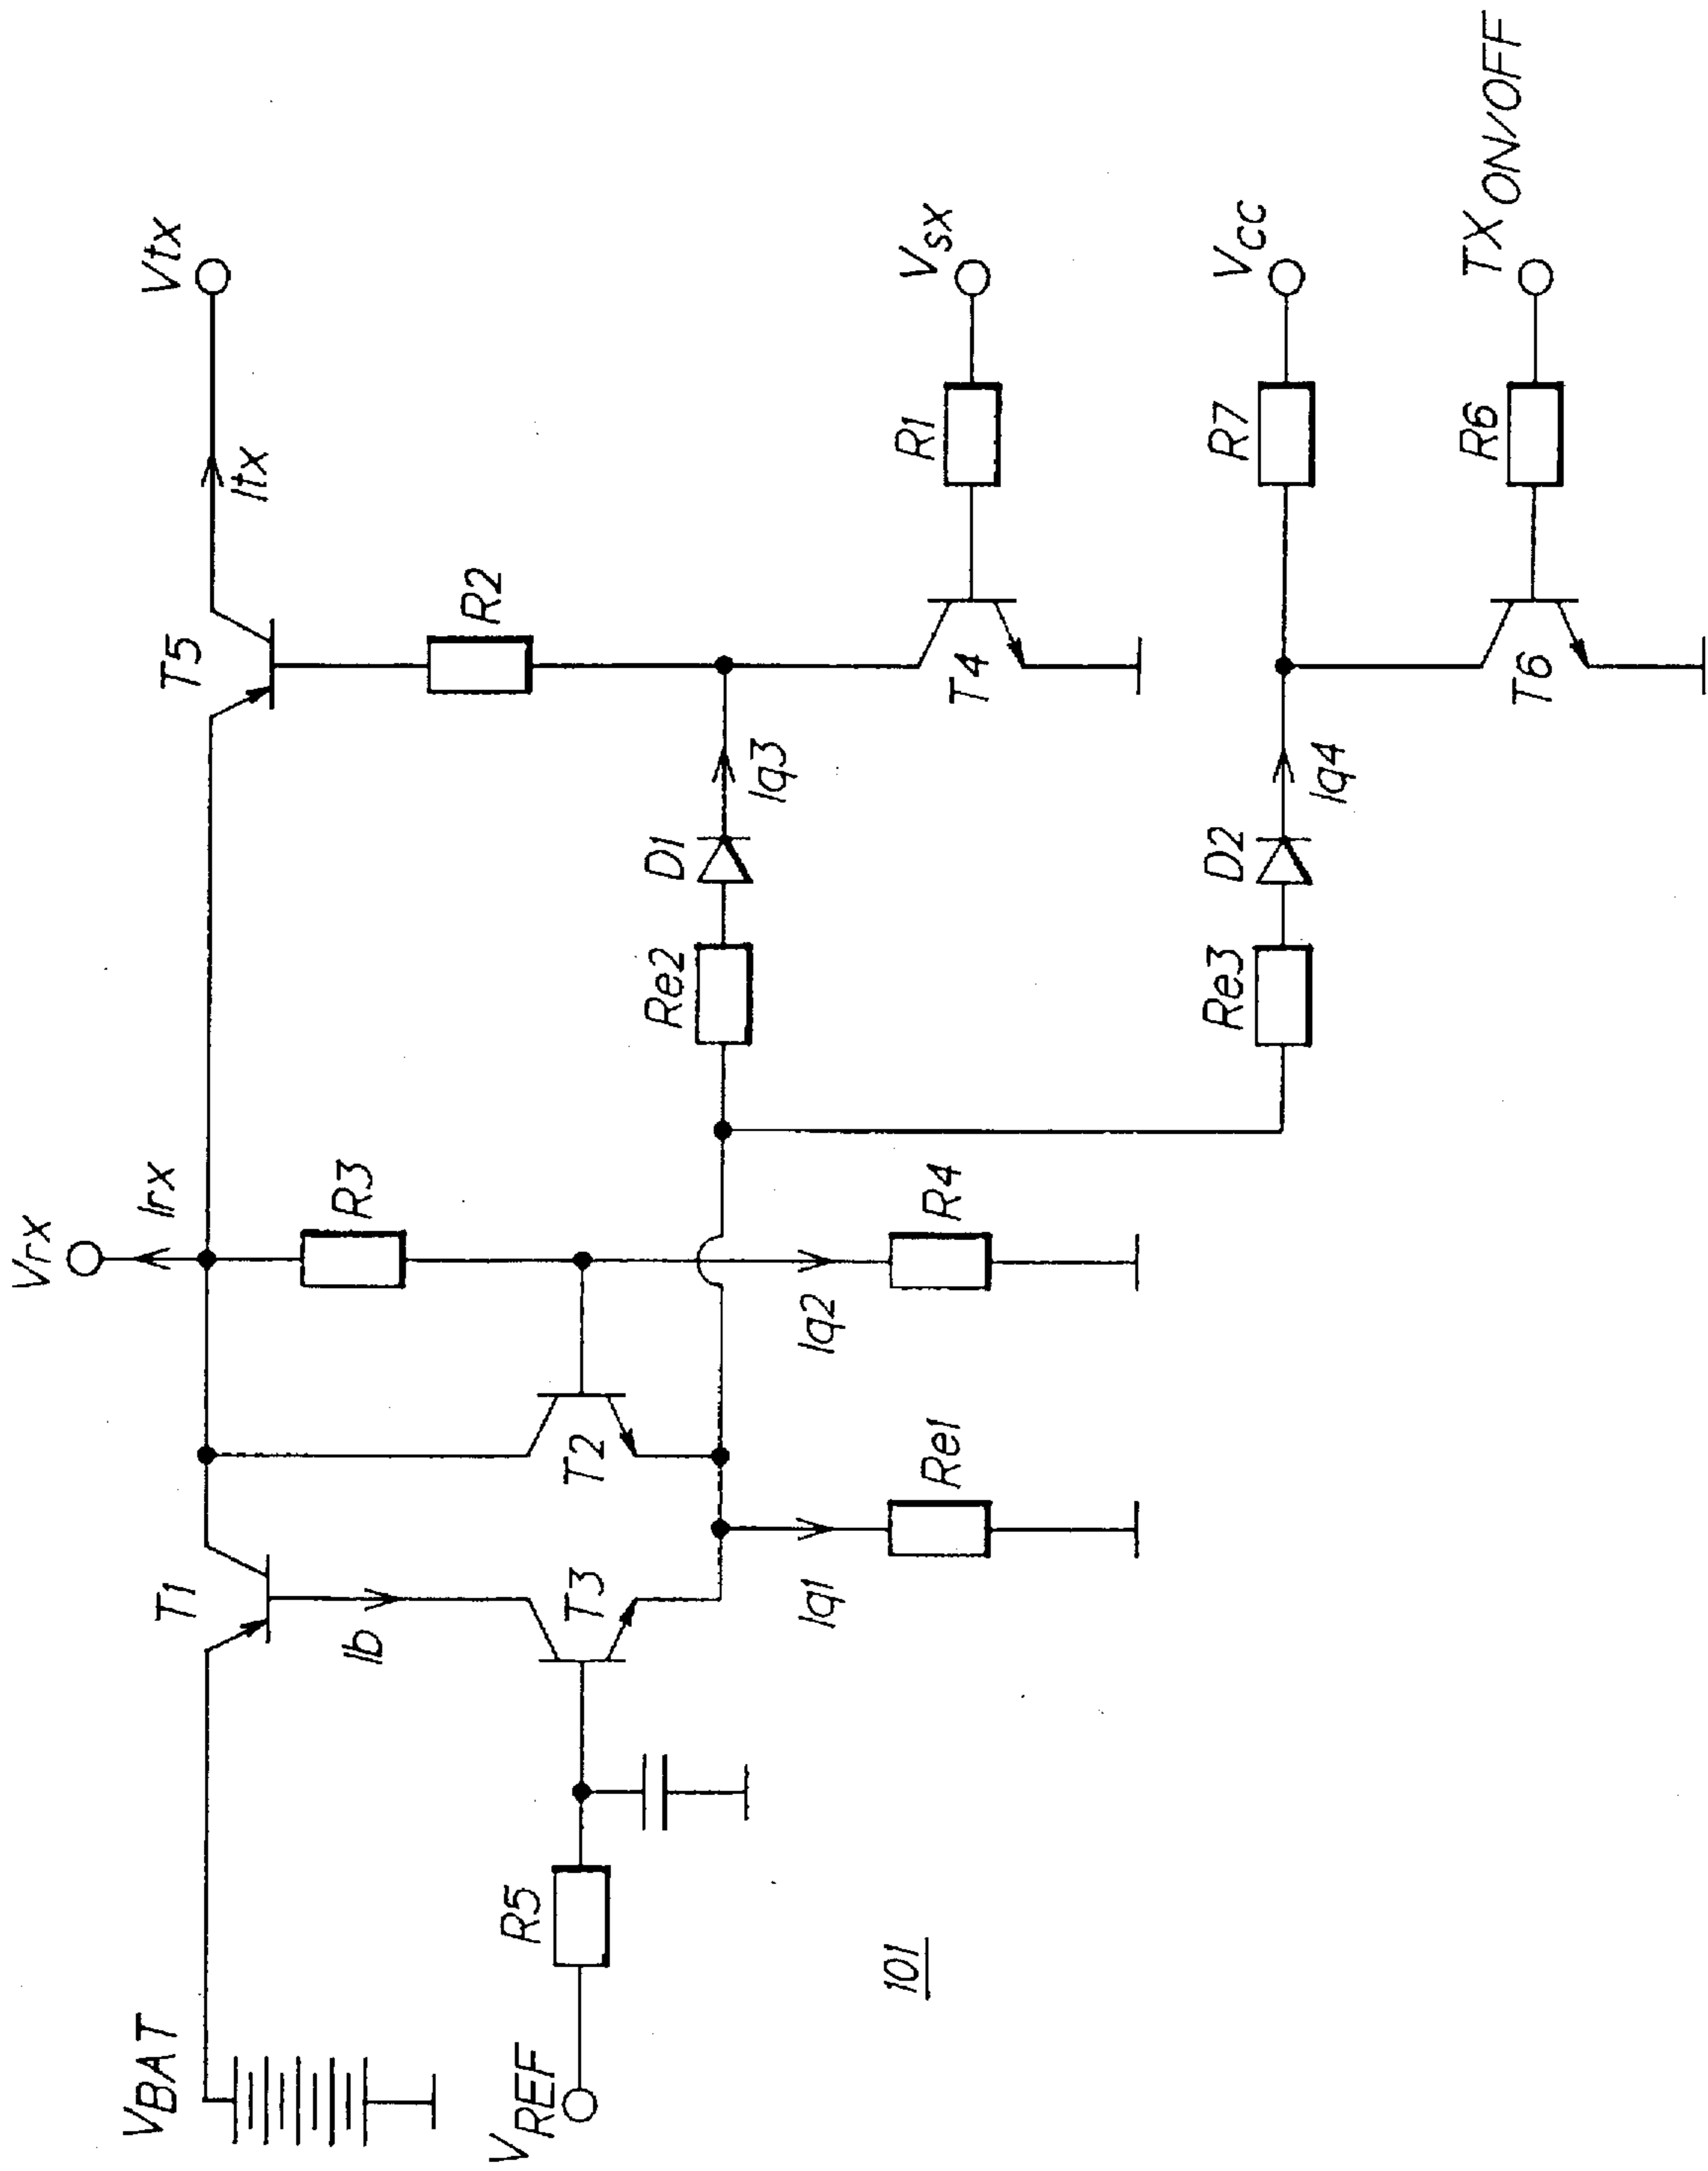 Vrx
Irx
Vtx
T1
T5
Itx
VBAT
Ib
R3
R2
T3
T2
R5
VREF
Re2
D1
Iq3
Iq1
Iq2
Re1
R4
T4
R1
Vsx
101
Re3
D2
Iq4
R7
Vcc
T6
R6
TX ON/OFF